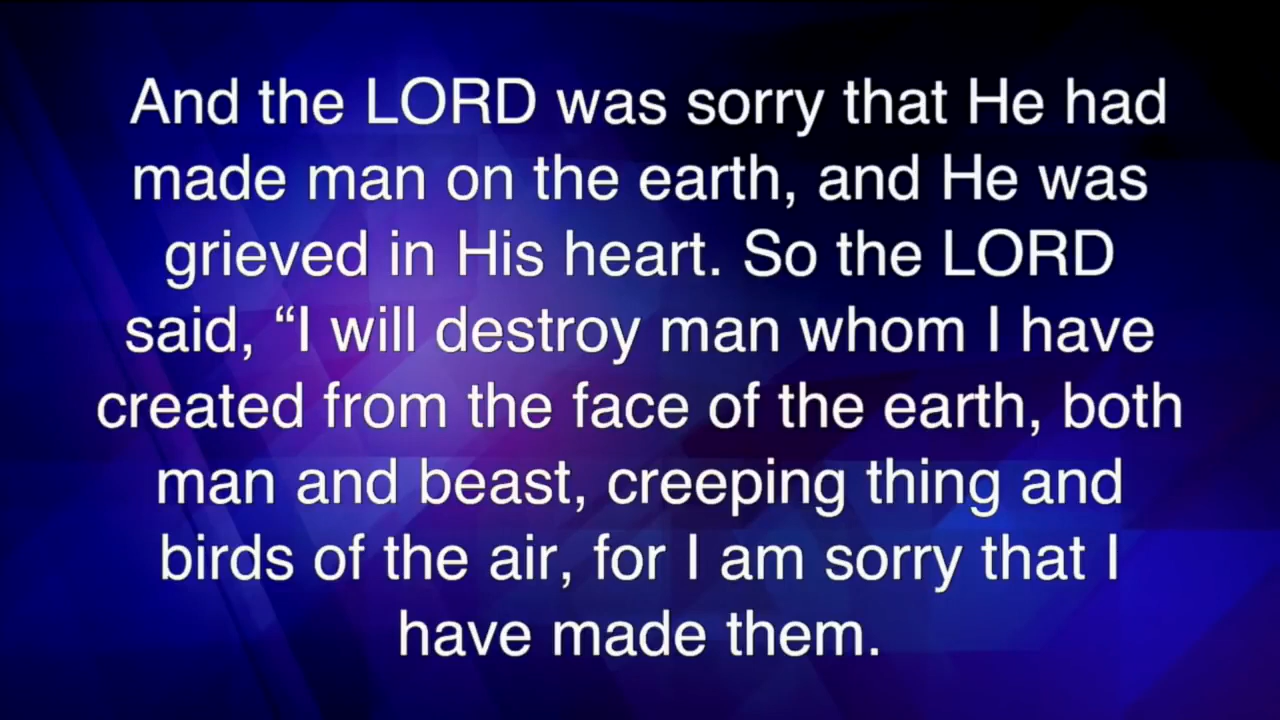 And the LORD was sorry that He had
made man on the earth, and He was
grieved in His heart. So the LORD
said, “I will destroy man whom I have
created from the face of the earth, both
man and beast, creeping thing and
birds of the air, for I am sorry that I
have made them.